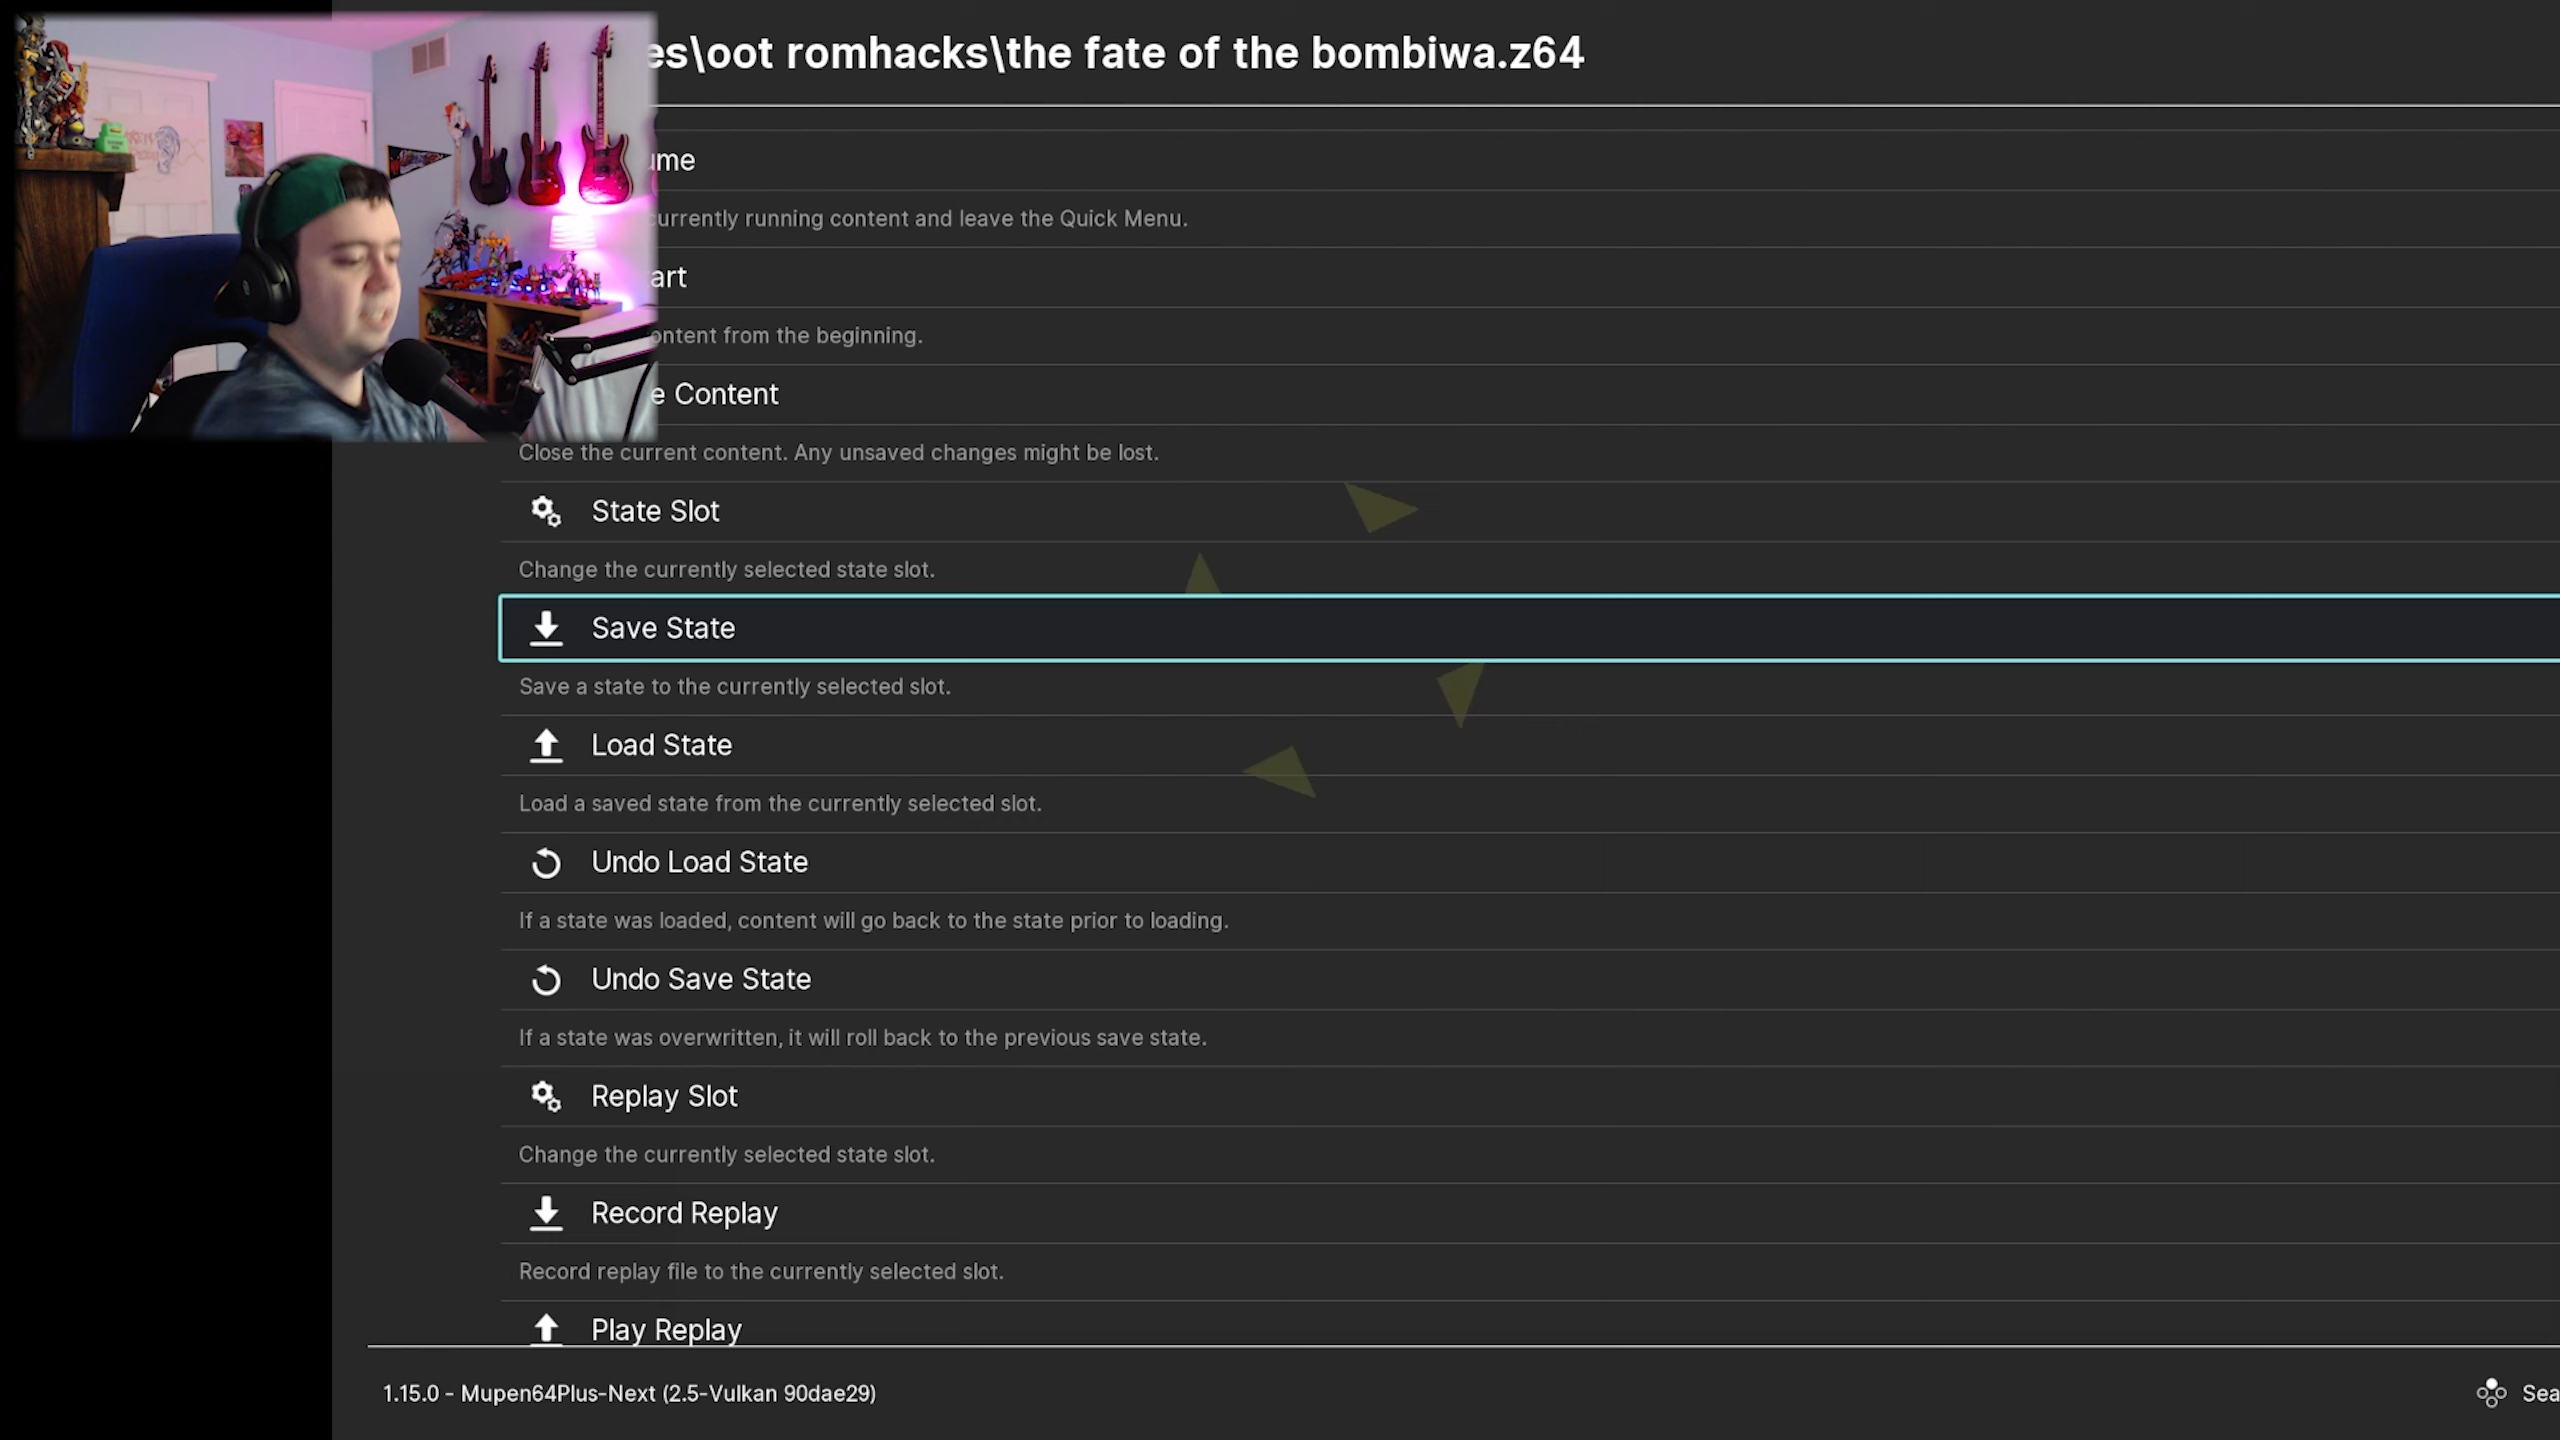 es\oot romhacks\the fate of the bombiwa.z64
ume
currently running content and leave the Quick Menu.
art
ontent from the beginning.
e Content
Close the current content. Any unsaved changes might be lost.
State Slot
Change the currently selected state slot.
Save State
Save a state to the currently selected slot.
Load State
Load a saved state from the currently selected slot.
Undo Load State
If a state was loaded, content will go back to the state prior to loading.
Undo Save State
If a state was overwritten, it will roll back to the previous save state.
Replay Slot
Change the currently selected state slot.
Record Replay
Record replay file to the currently selected slot.
Play Replay
1.15.0 - Mupen64Plus-Next (2.5-Vulkan 90dae29)
Sea